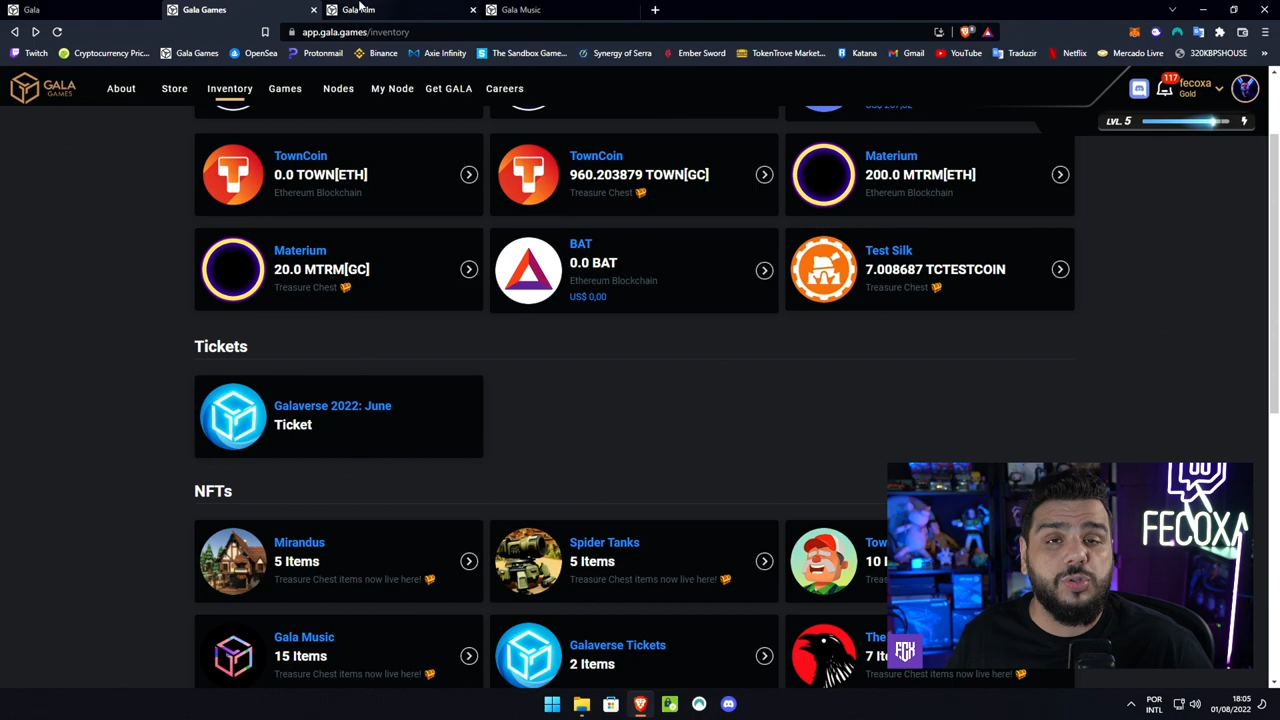 Gala
Gala Games
Gala Film
Gala Music
app.gala.games/inventory
Twitch
Cryptocurrency Pric...
Gala Games
OpenSea
Protonmail
Binance
Axie Infinity
The Sandbox Game...
Synergy of Serra
Ember Sword
TokenTrove Market...
Katana
Gmail
YouTube
Traduzir
Netflix
Mercado Livre
320KBPSHOUSE
GALA
GAMES
About
Store
Inventory
Games
Nodes
My Node
Get GALA
Careers
117
fecoxa
Gold
LVL. 5
TownCoin
0.0 TOWN[ETH]
Ethereum Blockchain
TownCoin
960.203879 TOWN[GC]
Treasure Chest
Materium
200.0 MTRM[ETH]
Ethereum Blockchain
Materium
20.0 MTRM[GC]
Treasure Chest
BAT
0.0 BAT
Ethereum Blockchain
US$ 0,00
Test Silk
7.008687 TCTESTCOIN
Treasure Chest
Tickets
Galaverse 2022: June
Ticket
NFTs
Mirandus
5 Items
Treasure Chest items now live here!
Spider Tanks
5 Items
Treasure Chest items now live here!
Tow
10 I
Gala Music
15 Items
Treasure Chest items now live here!
Galaverse Tickets
2 Items
The
7 It
Treas
FECOXA
FCX
POR
INTL
18:05
01/08/2022